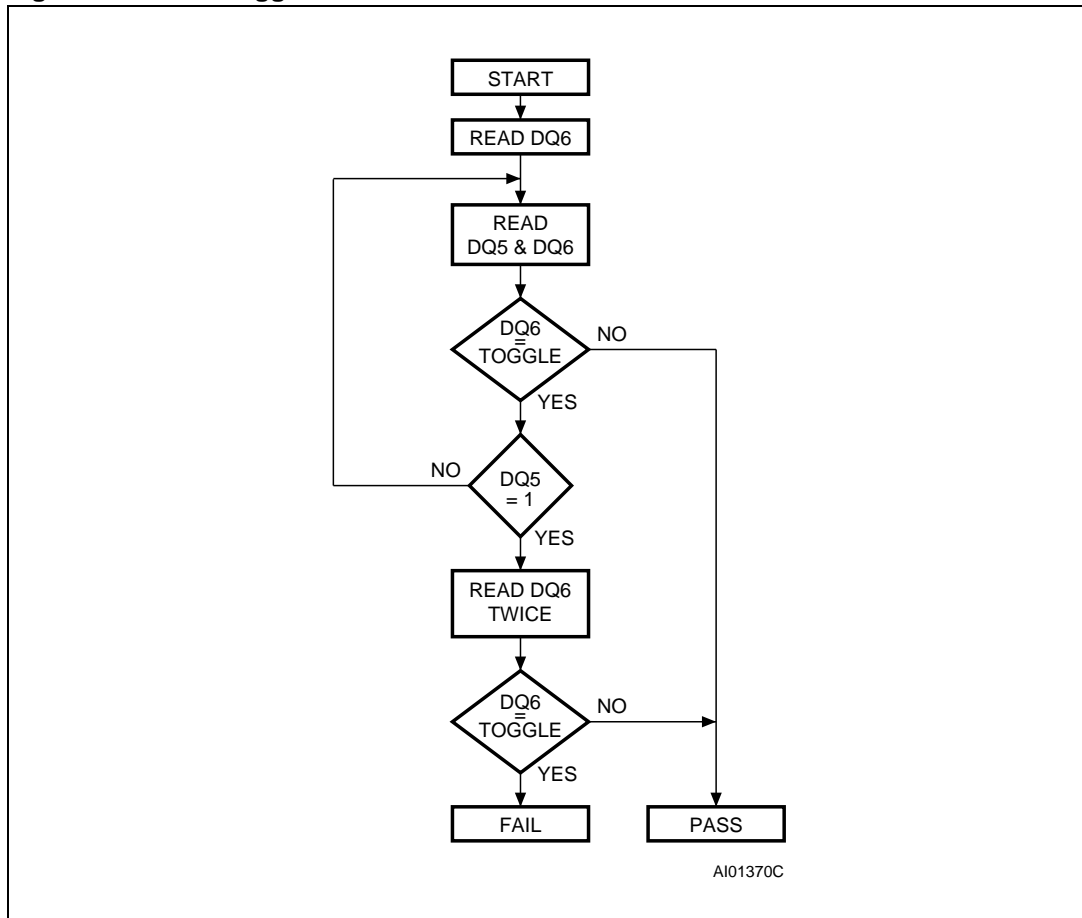 START
READ DQ6
READ
DQ5 & DQ6
DQ6
=
TOGGLE
NO
YES
NO
DQ5
= 1
YES
READ DQ6
TWICE
DQ6
=
TOGGLE
NO
YES
FAIL
PASS
AI01370C